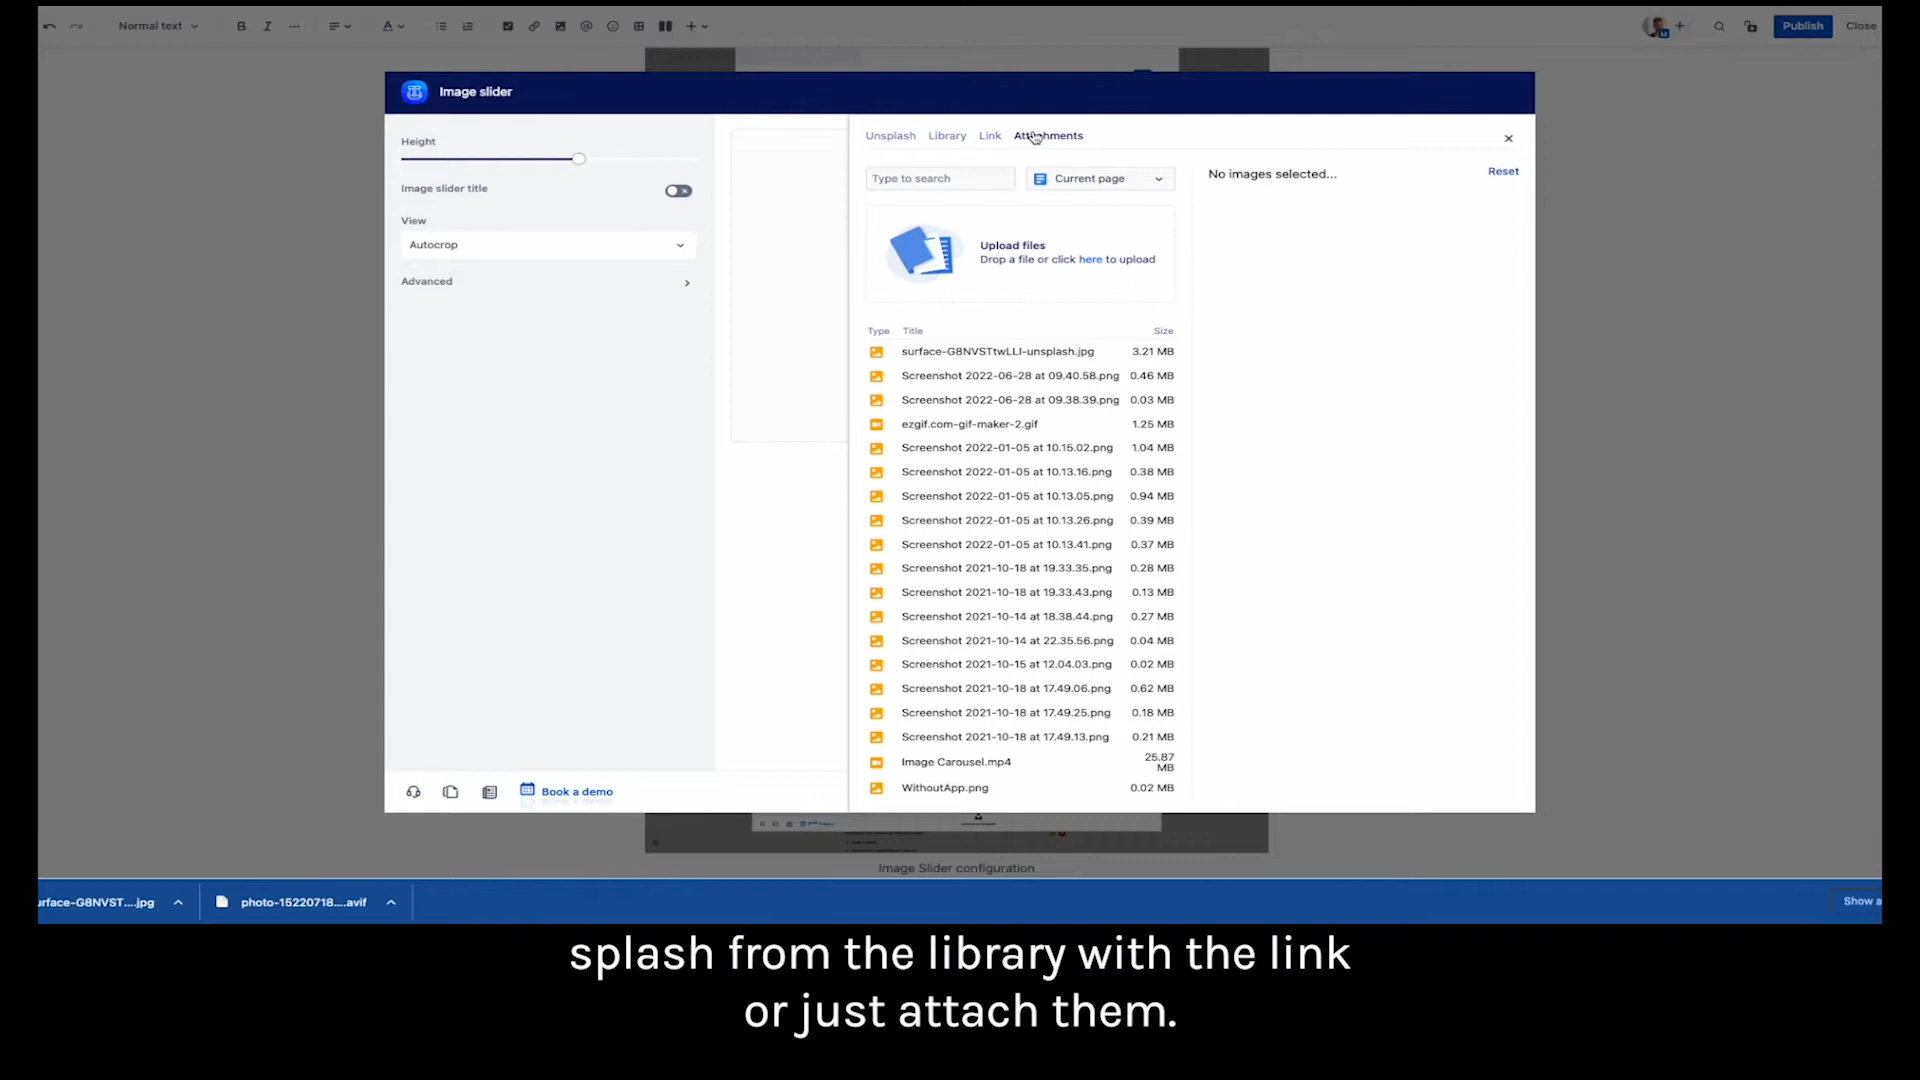 Normal text
B I ... A
Publish
Close
Image slider
Height
Image slider title
View
Autocrop
Advanced
Book a demo
Unsplash Library Link Attachments
Type to search
Current page
Upload files
Drop a file or click here to upload
Type Title Size
surface-G8NVSTtwLLI-unsplash.jpg 3.21 MB
Screenshot 2022-06-28 at 09.40.58.png 0.46 MB
Screenshot 2022-06-28 at 09.38.39.png 0.03 MB
ezgif.com-gif-maker-2.gif 1.25 MB
Screenshot 2022-01-05 at 10.15.02.png 1.04 MB
Screenshot 2022-01-05 at 10.13.16.png 0.38 MB
Screenshot 2022-01-05 at 10.13.05.png 0.94 MB
Screenshot 2022-01-05 at 10.13.26.png 0.39 MB
Screenshot 2022-01-05 at 10.13.41.png 0.37 MB
Screenshot 2021-10-18 at 19.33.35.png 0.28 MB
Screenshot 2021-10-18 at 19.33.43.png 0.13 MB
Screenshot 2021-10-14 at 18.38.44.png 0.27 MB
Screenshot 2021-10-14 at 22.35.56.png 0.04 MB
Screenshot 2021-10-15 at 12.04.03.png 0.02 MB
Screenshot 2021-10-18 at 17.49.06.png 0.62 MB
Screenshot 2021-10-18 at 17.49.25.png 0.18 MB
Screenshot 2021-10-18 at 17.49.13.png 0.21 MB
Image Carousel.mp4 25.87 MB
WithoutApp.png 0.02 MB
No images selected...
Reset
Image Slider configuration
urface-G8NVST....jpg
photo-15220718....avif
Show a
splash from the library with the link
or just attach them.